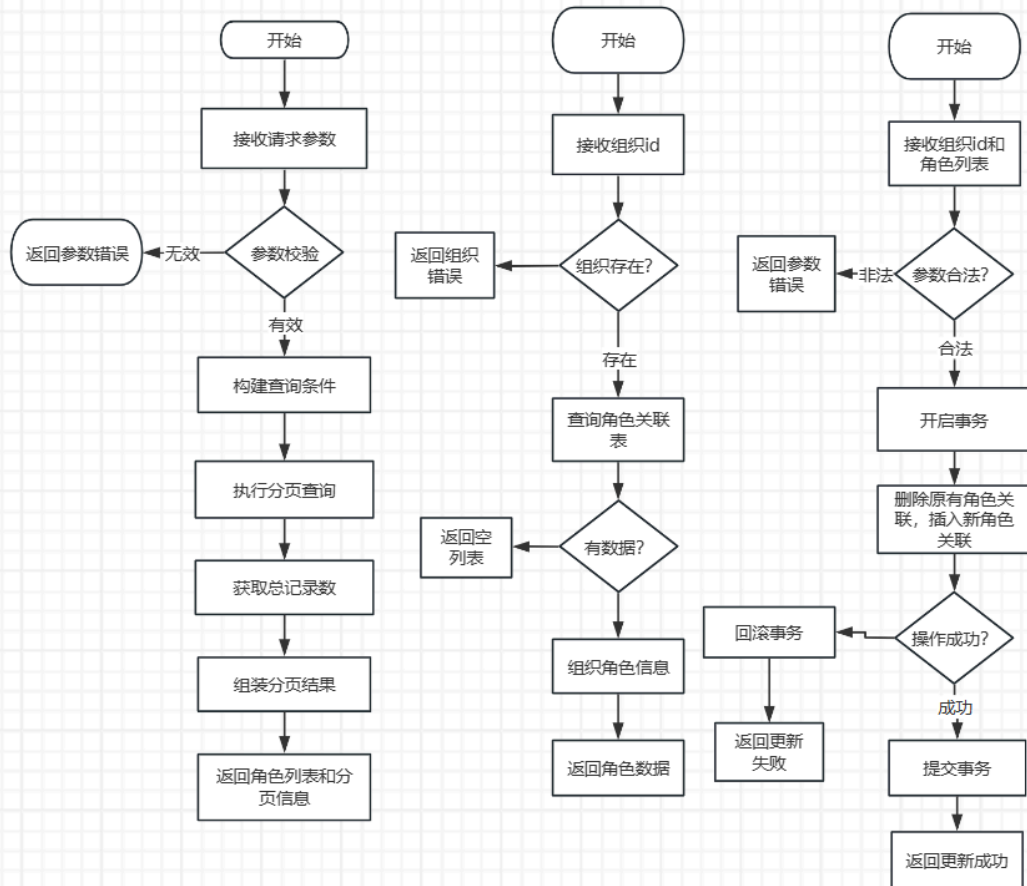 开始
接收请求参数
参数校验
无效
返回参数错误
有效
构建查询条件
执行分页查询
获取总记录数
组装分页结果
返回角色列表和分
页信息
开始
接收组织id
组织存在?
返回组织
错误
存在
查询角色关联
表
有数据?
返回空
列表
组织角色信息
返回角色数据
开始
接收组织id和
角色列表
参数合法?
非法
返回参数
错误
合法
开启事务
删除原有角色关
联，插入新角色
关联
操作成功?
回滚事务
返回更新
失败
成功
提交事务
返回更新成功